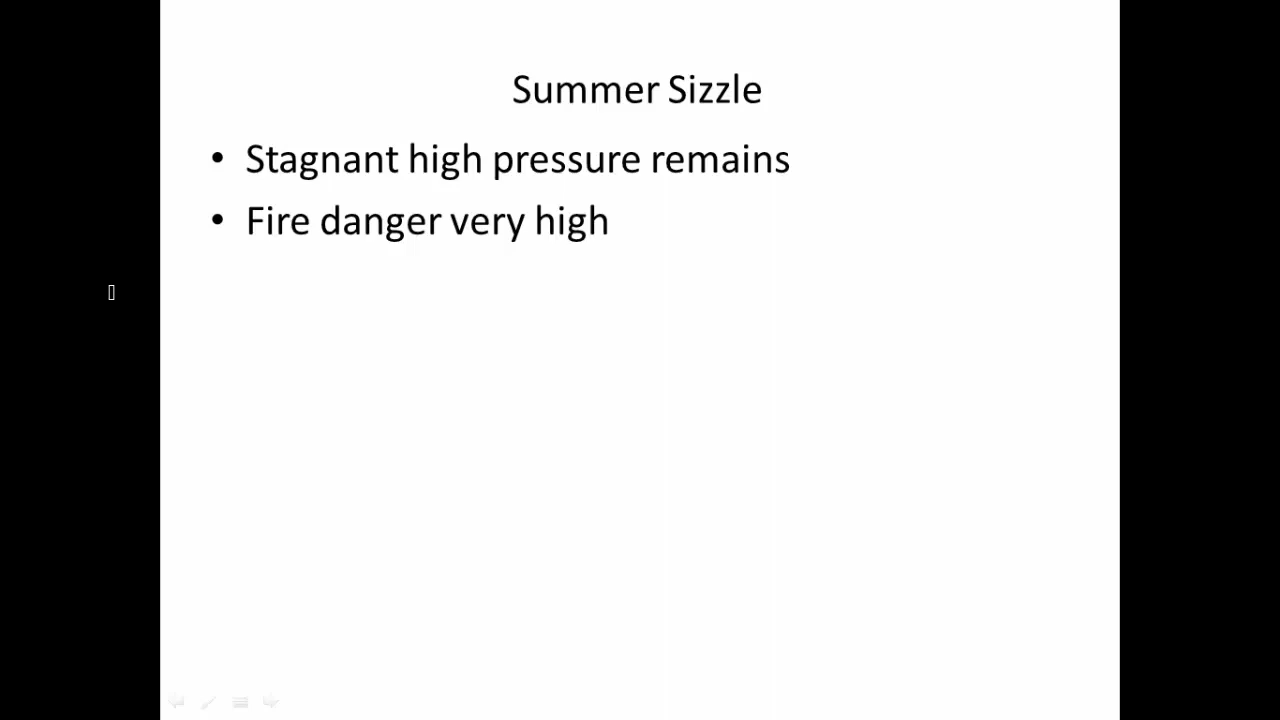 Summer Sizzle
• Stagnant high pressure remains
• Fire danger very high